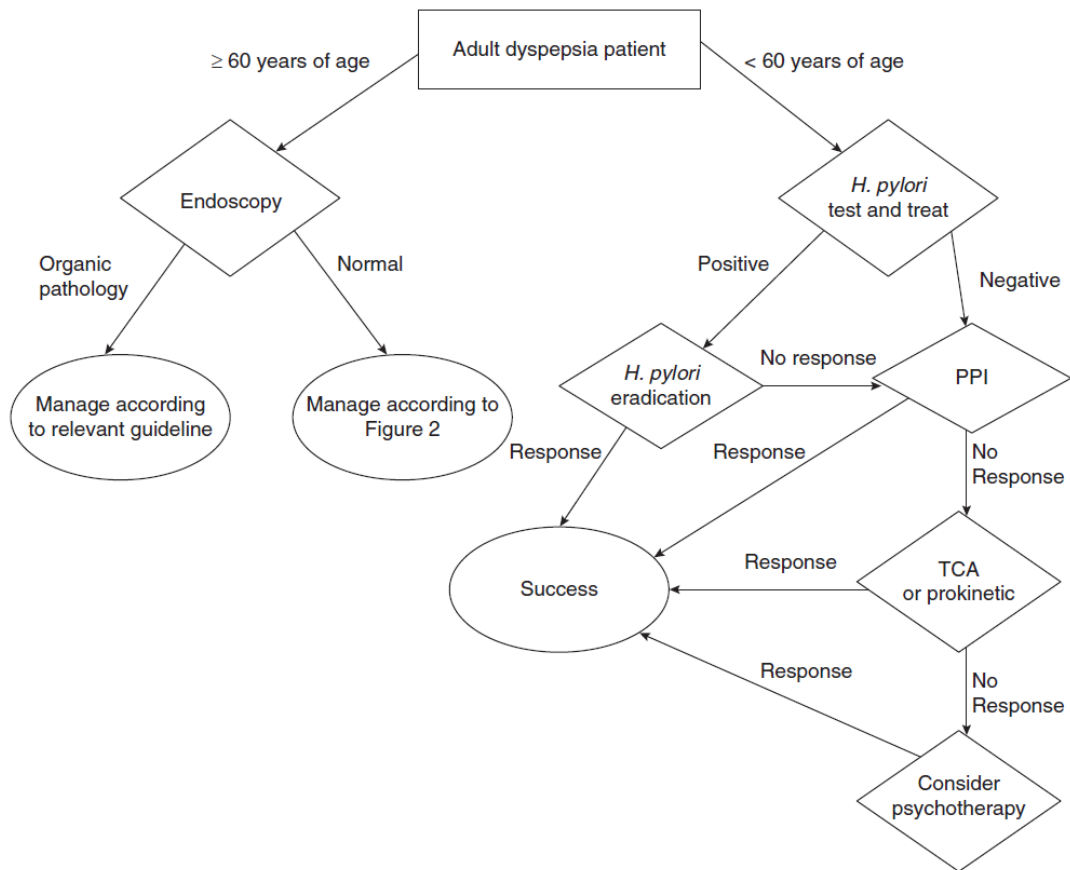 Adult dyspepsia patient
≥ 60 years of age
< 60 years of age
Endoscopy
H. pylori
test and treat
Organic
pathology
Normal
Positive
Negative
Manage according
to relevant guideline
Manage according to
Figure 2
H. pylori
eradication
No response
PPI
Response
Response
No
Response
Success
Response
TCA
or prokinetic
Response
No
Response
Consider
psychotherapy